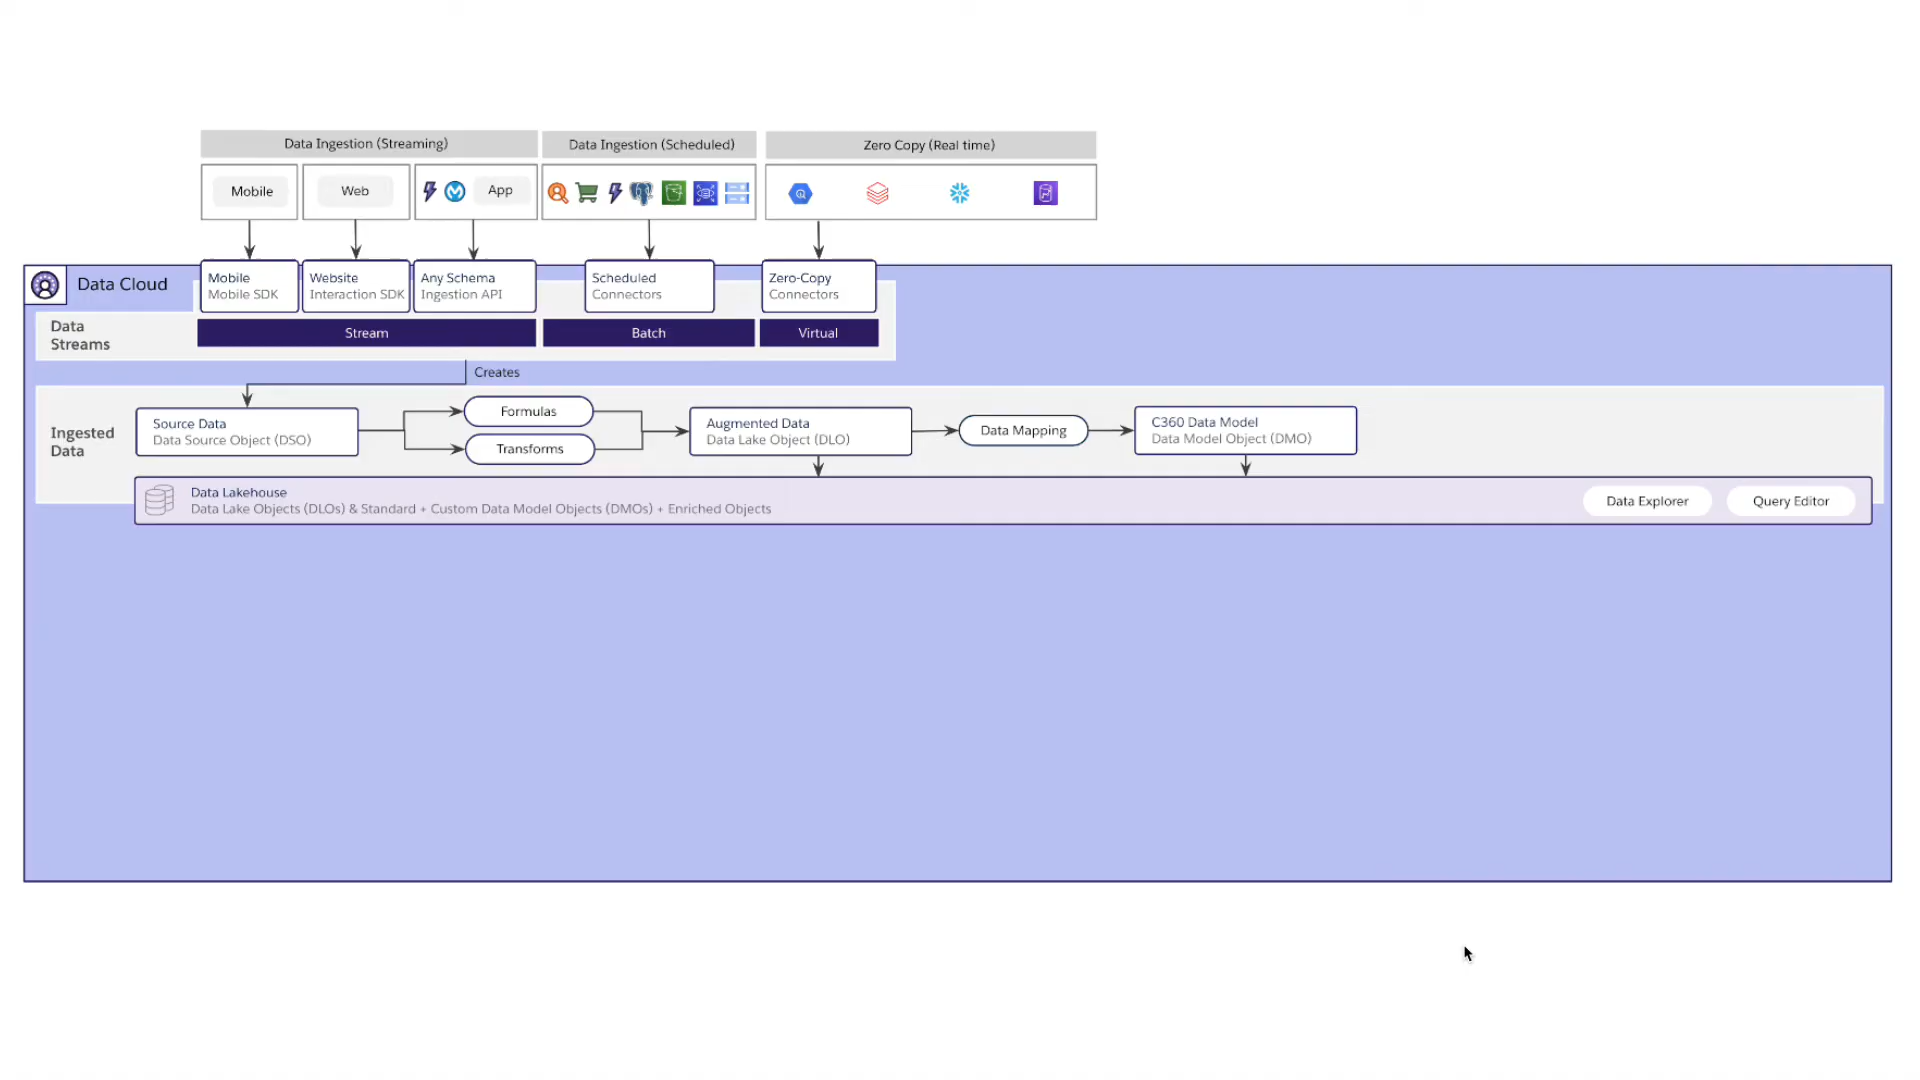 Data Ingestion (Streaming)
Data Ingestion (Scheduled)
Zero Copy (Real time)
Mobile
Web
App
Data Cloud
Mobile
Mobile SDK
Website
Interaction SDK
Any Schema
Ingestion API
Scheduled
Connectors
Zero-Copy
Connectors
Data
Streams
Stream
Batch
Virtual
Creates
Ingested
Data
Source Data
Data Source Object (DSO)
Formulas
Transforms
Augmented Data
Data Lake Object (DLO)
Data Mapping
C360 Data Model
Data Model Object (DMO)
Data Lakehouse
Data Lake Objects (DLOs) & Standard + Custom Data Model Objects (DMOs) + Enriched Objects
Data Explorer
Query Editor